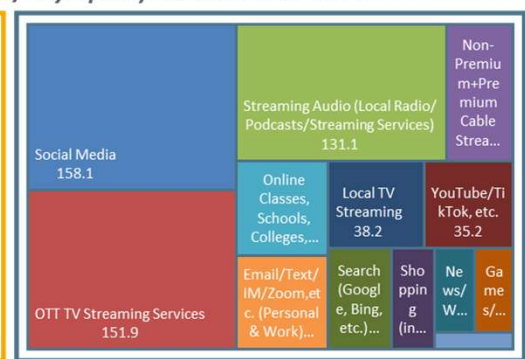 Social Media
158.1
OTT TV Streaming Services
151.9
Streaming Audio (Local Radio/
Podcasts/Streaming Services)
131.1
Non-
Premiu
m+Pre
mium
Cable
Strea...
Online
Classes,
Schools,
Colleges,...
Local TV
Streaming
38.2
YouTube/Ti
kTok, etc.
35.2
Email/Text/
IM/Zoom,et
c. (Personal
& Work)...
Search
(Googl
e, Bing,
etc.)...
Sho
ppin
g
(in...
Ne
ws/
W...
Ga
me
s/...